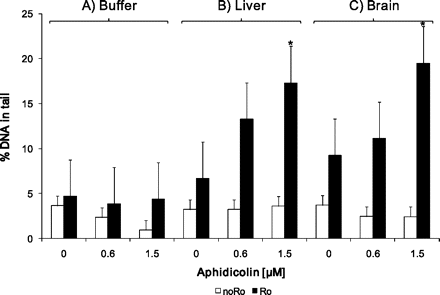 A) Buffer B) Liver C) Brain
25
20
15
10
5
0
% DNA in tail
* *
0 0.6 1.5 0 0.6 1.5 0 0.6 1.5
Aphidicolin [µM]
noRo Ro